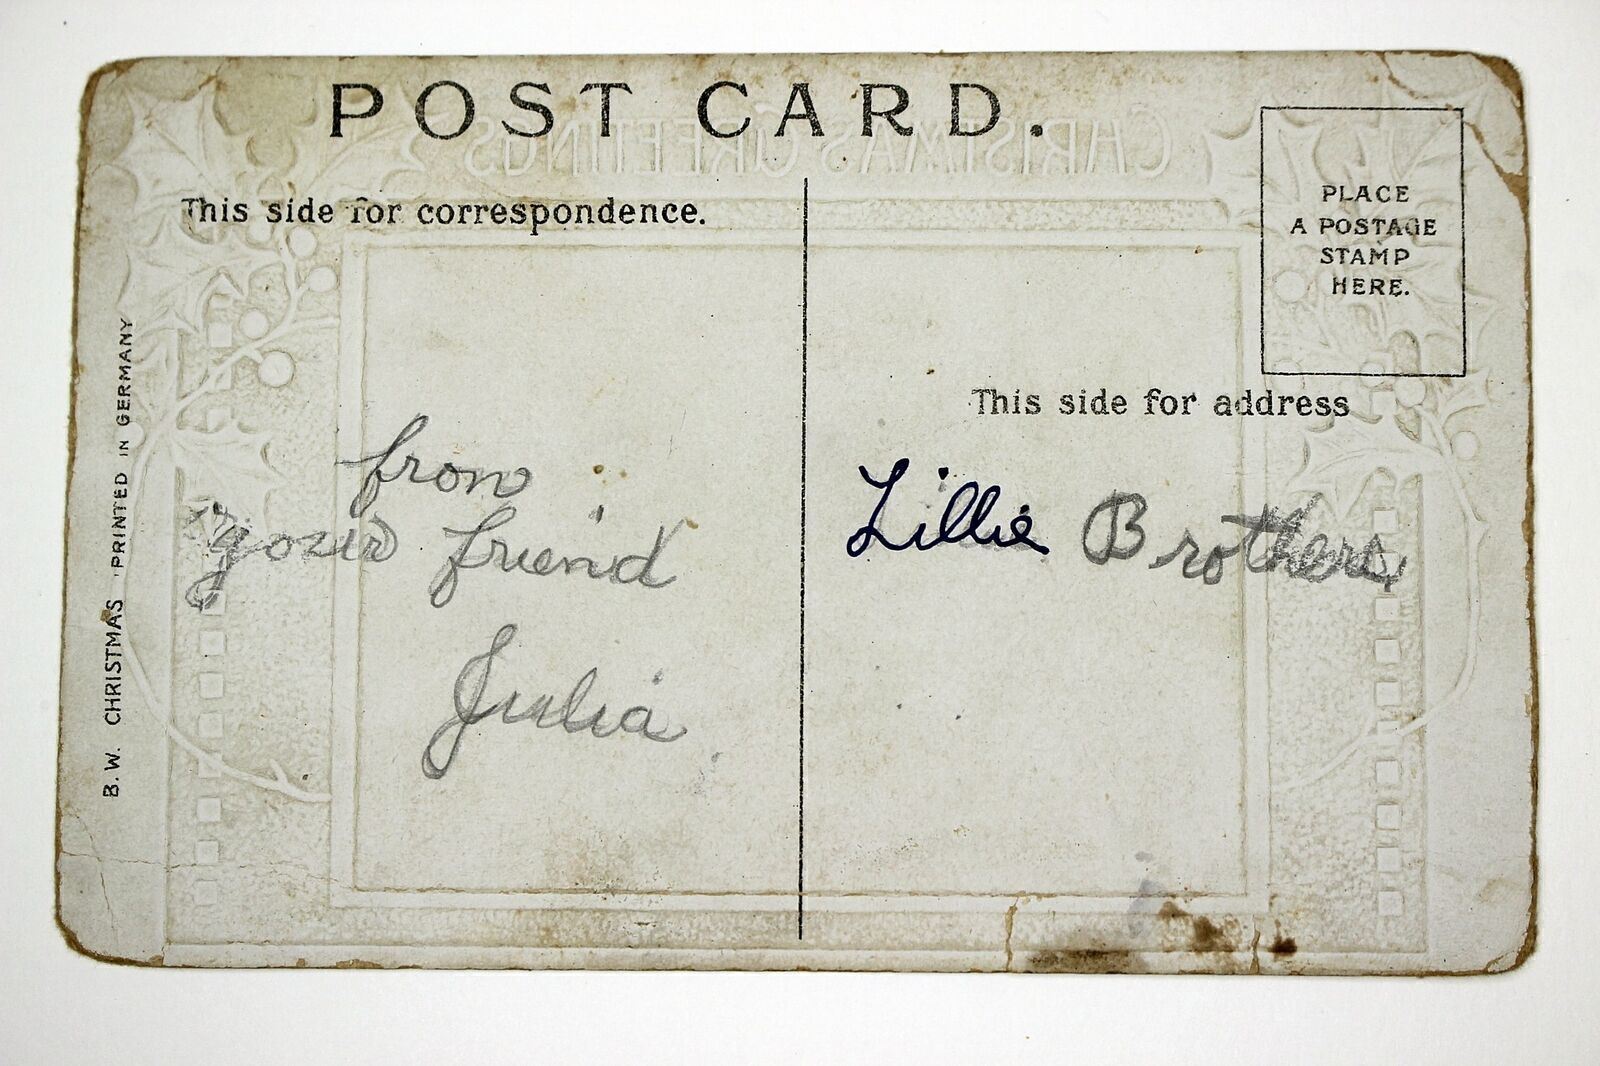 POST CARD.
CHRISTMAS GREETINGS
This side for correspondence.
PLACE
A POSTAGE
STAMP
HERE.
This side for address
from
your friend
Julia
Lillie Brothers
B.W. CHRISTMAS PRINTED IN GERMANY